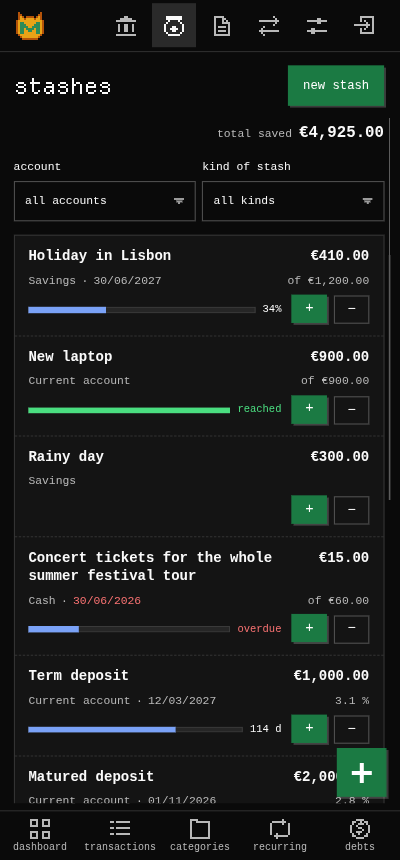 stashes
new stash
total saved €4,925.00
account kind of stash
all accounts all kinds
Holiday in Lisbon €410.00
Savings · 30/06/2027 of €1,200.00
34% + −
New laptop €900.00
Current account of €900.00
reached + −
Rainy day €300.00
Savings
+ −
Concert tickets for the whole €15.00
summer festival tour
Cash · 30/06/2026 of €60.00
overdue + −
Term deposit €1,000.00
Current account · 12/03/2027 3.1 %
114 d + −
Matured deposit
Current account · 01/11/2026 2.8 %
+
dashboard transactions categories recurring debts